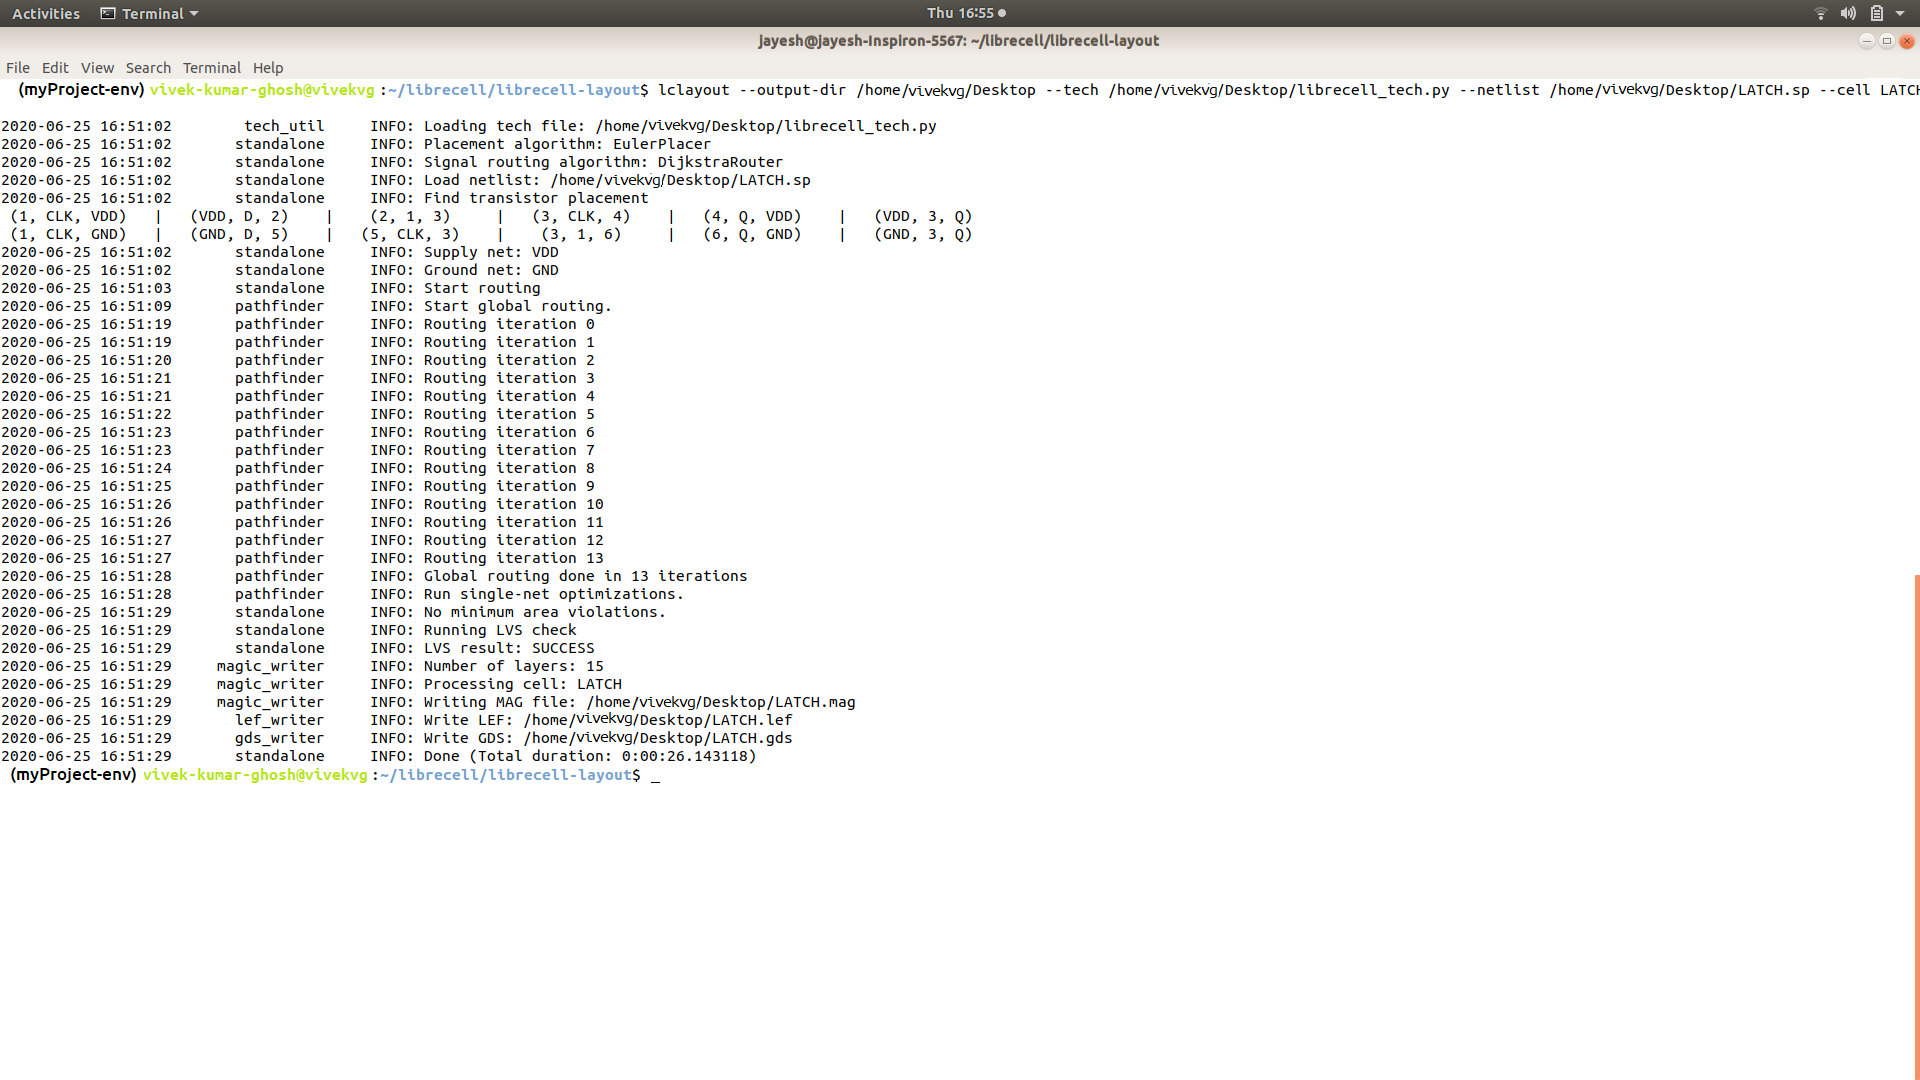 Activities Terminal Thu 16:55
jayesh@jayesh-Inspiron-5567: ~/librecell/librecell-layout
File Edit View Search Terminal Help
(myProject-env) vivek-kumar-ghosh@vivekvg :~/librecell/librecell-layout$ lclayout --output-dir /home/vivekvg/Desktop --tech /home/vivekvg/Desktop/librecell_tech.py --netlist /home/vivekvg/Desktop/LATCH.sp --cell LATCH
2020-06-25 16:51:02 tech_util INFO: Loading tech file: /home/vivekvg/Desktop/librecell_tech.py
2020-06-25 16:51:02 standalone INFO: Placement algorithm: EulerPlacer
2020-06-25 16:51:02 standalone INFO: Signal routing algorithm: DijkstraRouter
2020-06-25 16:51:02 standalone INFO: Load netlist: /home/vivekvg/Desktop/LATCH.sp
2020-06-25 16:51:02 standalone INFO: Find transistor placement
(1, CLK, VDD) | (VDD, D, 2) | (2, 1, 3) | (3, CLK, 4) | (4, Q, VDD) | (VDD, 3, Q)
(1, CLK, GND) | (GND, D, 5) | (5, CLK, 3) | (3, 1, 6) | (6, Q, GND) | (GND, 3, Q)
2020-06-25 16:51:02 standalone INFO: Supply net: VDD
2020-06-25 16:51:02 standalone INFO: Ground net: GND
2020-06-25 16:51:03 standalone INFO: Start routing
2020-06-25 16:51:09 pathfinder INFO: Start global routing.
2020-06-25 16:51:19 pathfinder INFO: Routing iteration 0
2020-06-25 16:51:19 pathfinder INFO: Routing iteration 1
2020-06-25 16:51:20 pathfinder INFO: Routing iteration 2
2020-06-25 16:51:21 pathfinder INFO: Routing iteration 3
2020-06-25 16:51:21 pathfinder INFO: Routing iteration 4
2020-06-25 16:51:22 pathfinder INFO: Routing iteration 5
2020-06-25 16:51:23 pathfinder INFO: Routing iteration 6
2020-06-25 16:51:23 pathfinder INFO: Routing iteration 7
2020-06-25 16:51:24 pathfinder INFO: Routing iteration 8
2020-06-25 16:51:25 pathfinder INFO: Routing iteration 9
2020-06-25 16:51:26 pathfinder INFO: Routing iteration 10
2020-06-25 16:51:26 pathfinder INFO: Routing iteration 11
2020-06-25 16:51:27 pathfinder INFO: Routing iteration 12
2020-06-25 16:51:27 pathfinder INFO: Routing iteration 13
2020-06-25 16:51:28 pathfinder INFO: Global routing done in 13 iterations
2020-06-25 16:51:28 pathfinder INFO: Run single-net optimizations.
2020-06-25 16:51:29 standalone INFO: No minimum area violations.
2020-06-25 16:51:29 standalone INFO: Running LVS check
2020-06-25 16:51:29 standalone INFO: LVS result: SUCCESS
2020-06-25 16:51:29 magic_writer INFO: Number of layers: 15
2020-06-25 16:51:29 magic_writer INFO: Processing cell: LATCH
2020-06-25 16:51:29 magic_writer INFO: Writing MAG file: /home/vivekvg/Desktop/LATCH.mag
2020-06-25 16:51:29 lef_writer INFO: Write LEF: /home/vivekvg/Desktop/LATCH.lef
2020-06-25 16:51:29 gds_writer INFO: Write GDS: /home/vivekvg/Desktop/LATCH.gds
2020-06-25 16:51:29 standalone INFO: Done (Total duration: 0:00:26.143118)
(myProject-env) vivek-kumar-ghosh@vivekvg :~/librecell/librecell-layout$ _